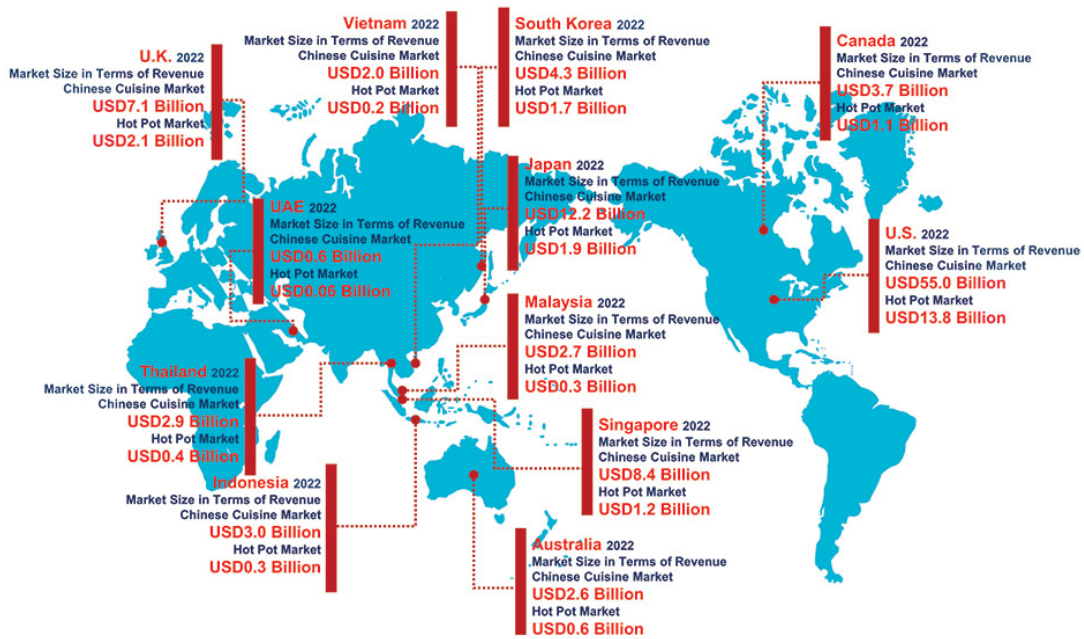 Vietnam 2022
Market Size in Terms of Revenue
Chinese Cuisine Market
USD2.0 Billion
Hot Pot Market
USD0.2 Billion
South Korea 2022
Market Size in Terms of Revenue
Chinese Cuisine Market
USD4.3 Billion
Hot Pot Market
USD1.7 Billion
Canada 2022
Market Size in Terms of Revenue
Chinese Cuisine Market
USD3.7 Billion
Hot Pot Market
USD1.1 Billion
U.K. 2022
Market Size in Terms of Revenue
Chinese Cuisine Market
USD7.1 Billion
Hot Pot Market
USD2.1 Billion
Japan 2022
Market Size in Terms of Revenue
Chinese Cuisine Market
USD12.2 Billion
Hot Pot Market
USD1.9 Billion
UAE 2022
Market Size in Terms of Revenue
Chinese Cuisine Market
USD0.6 Billion
Hot Pot Market
USD0.06 Billion
U.S. 2022
Market Size in Terms of Revenue
Chinese Cuisine Market
USD55.0 Billion
Hot Pot Market
USD13.8 Billion
Malaysia 2022
Market Size in Terms of Revenue
Chinese Cuisine Market
USD2.7 Billion
Hot Pot Market
USD0.3 Billion
Thailand 2022
Market Size in Terms of Revenue
Chinese Cuisine Market
USD2.9 Billion
Hot Pot Market
USD0.4 Billion
Singapore 2022
Market Size in Terms of Revenue
Chinese Cuisine Market
USD8.4 Billion
Hot Pot Market
USD1.2 Billion
Indonesia 2022
Market Size in Terms of Revenue
Chinese Cuisine Market
USD3.0 Billion
Hot Pot Market
USD0.3 Billion
Australia 2022
Market Size in Terms of Revenue
Chinese Cuisine Market
USD2.6 Billion
Hot Pot Market
USD0.6 Billion